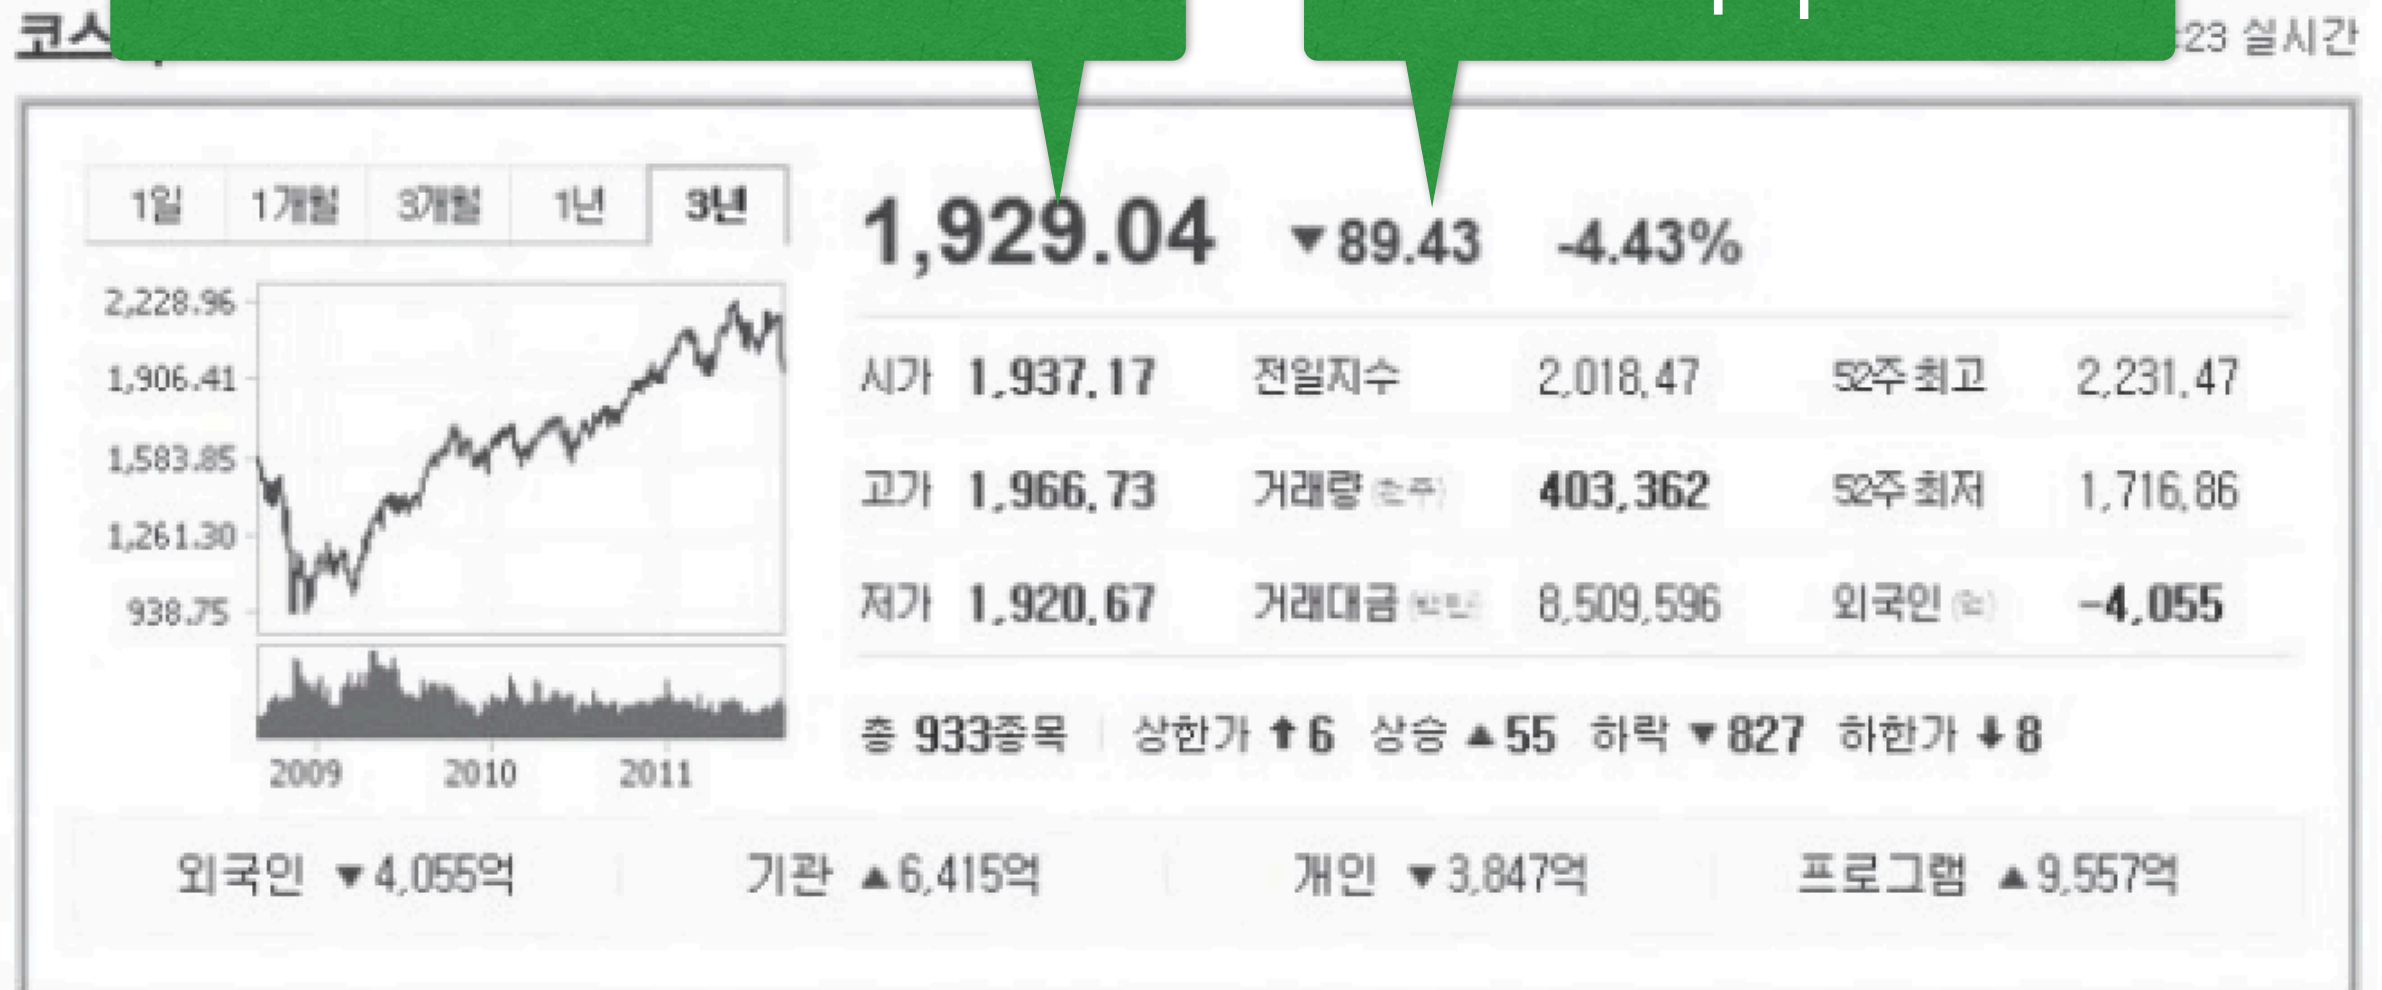 :23 실시간
1일 1개월 3개월 1년 3년
1,929.04 ▼89.43 -4.43%
2,228.96
1,906.41
1,583.85
1,261.30
938.75
2009 2010 2011
시가 1,937.17 전일지수 2,018.47 52주최고 2,231.47
고가 1,966.73 거래량 (천주) 403,362 52주최저 1,716.86
저가 1,920.67 거래대금 8,509,596 외국인 (억) -4,055
총 933종목 상한가 ↑6 상승 ▲55 하락 ▼827 하한가 ↓8
외국인 ▼4,055억 기관 ▲6,415억 개인 ▼3,847억 프로그램 ▲9,557억